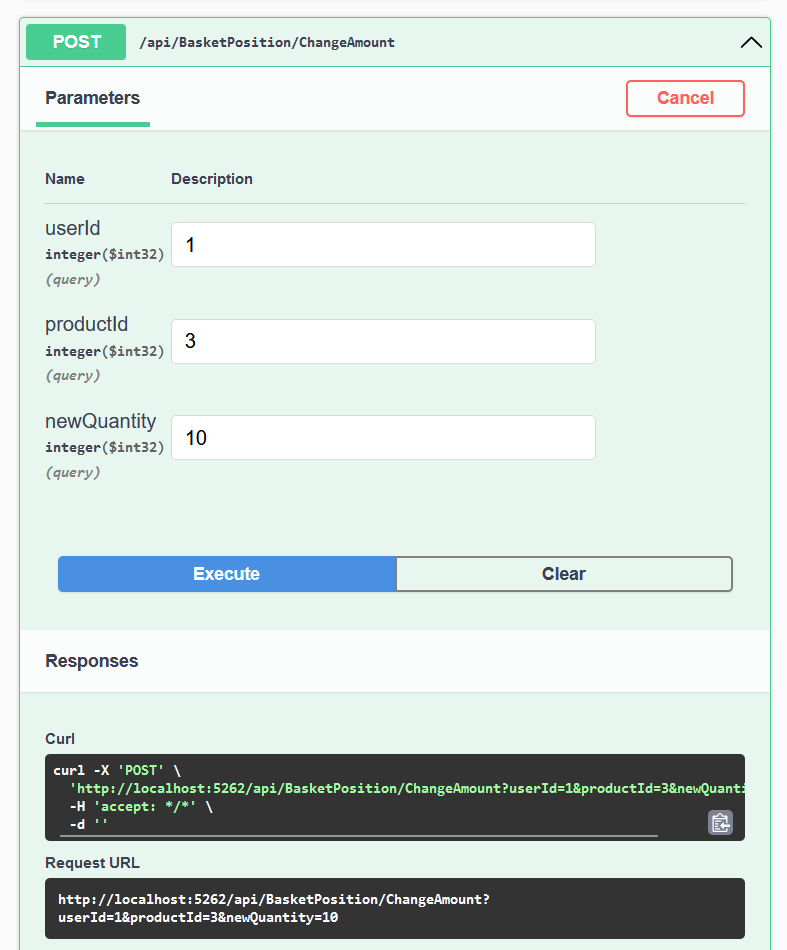 POST /api/BasketPosition/ChangeAmount
Parameters Cancel
Name Description
userId
integer($int32)
(query)
1
productId
integer($int32)
(query)
3
newQuantity
integer($int32)
(query)
10
Execute Clear
Responses
Curl
curl -X 'POST' \
'http://localhost:5262/api/BasketPosition/ChangeAmount?userId=1&productId=3&newQuanti
-H 'accept: */*' \
-d ''
Request URL
http://localhost:5262/api/BasketPosition/ChangeAmount?
userId=1&productId=3&newQuantity=10